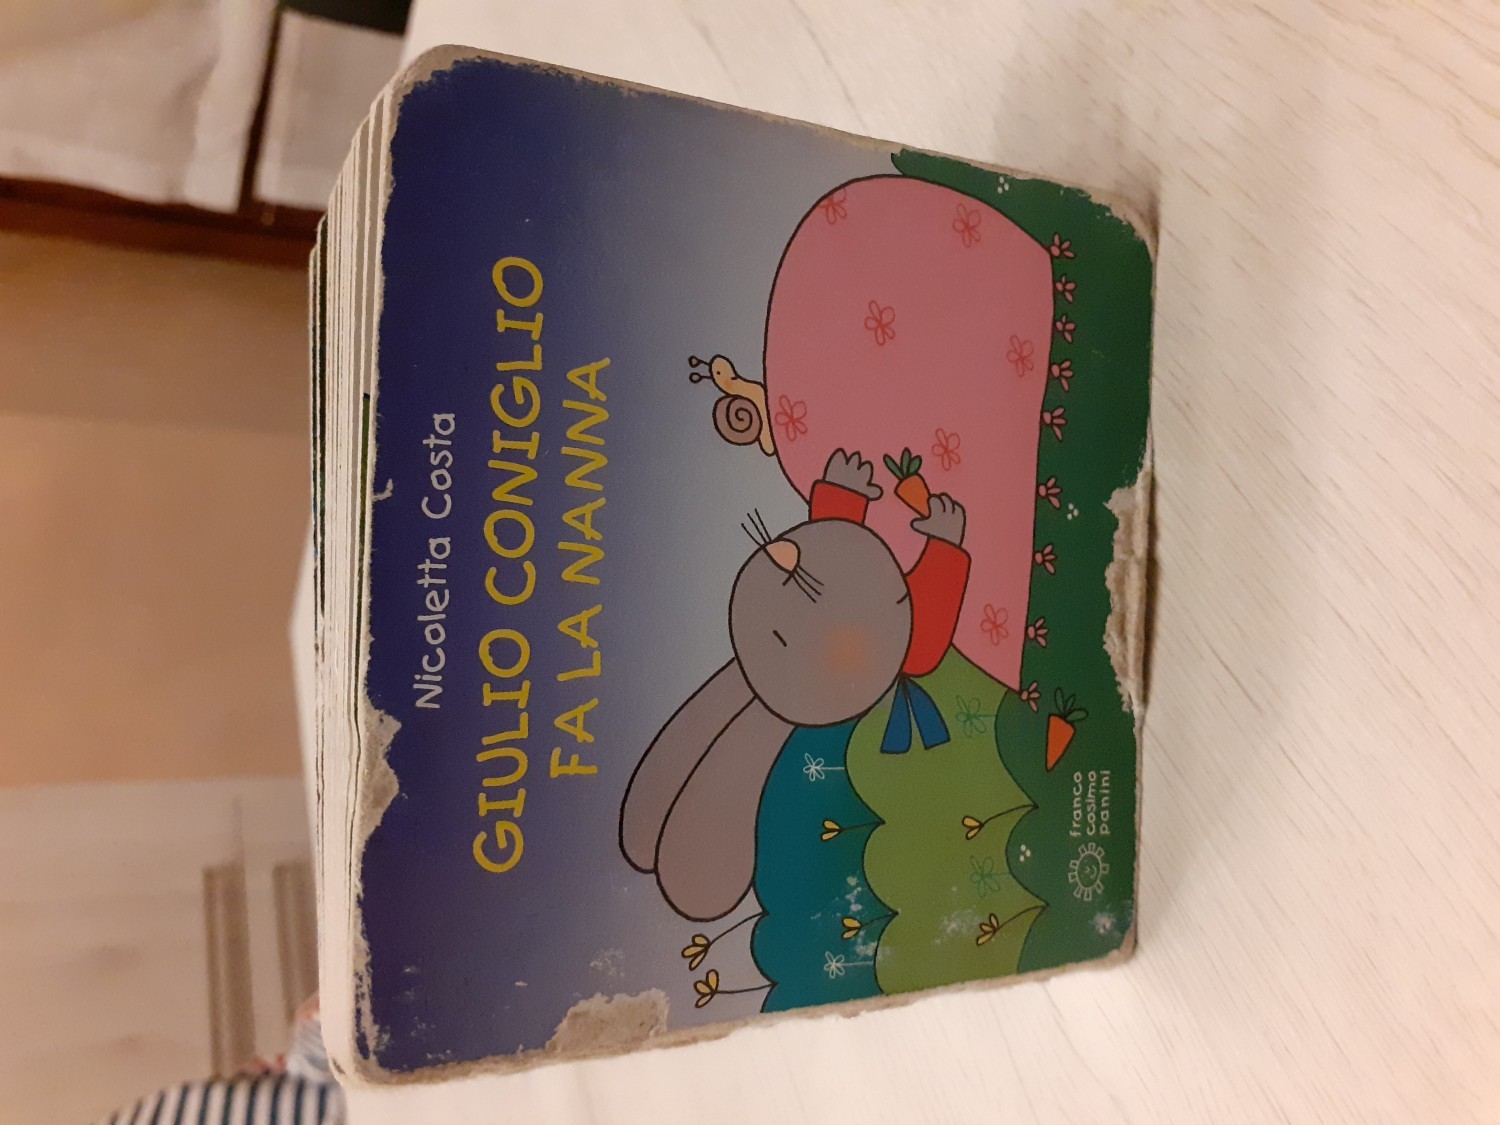 Nicoletta Costa
GIULIO CONIGLIO
FA LA NANNA
franco
cosimo
panini